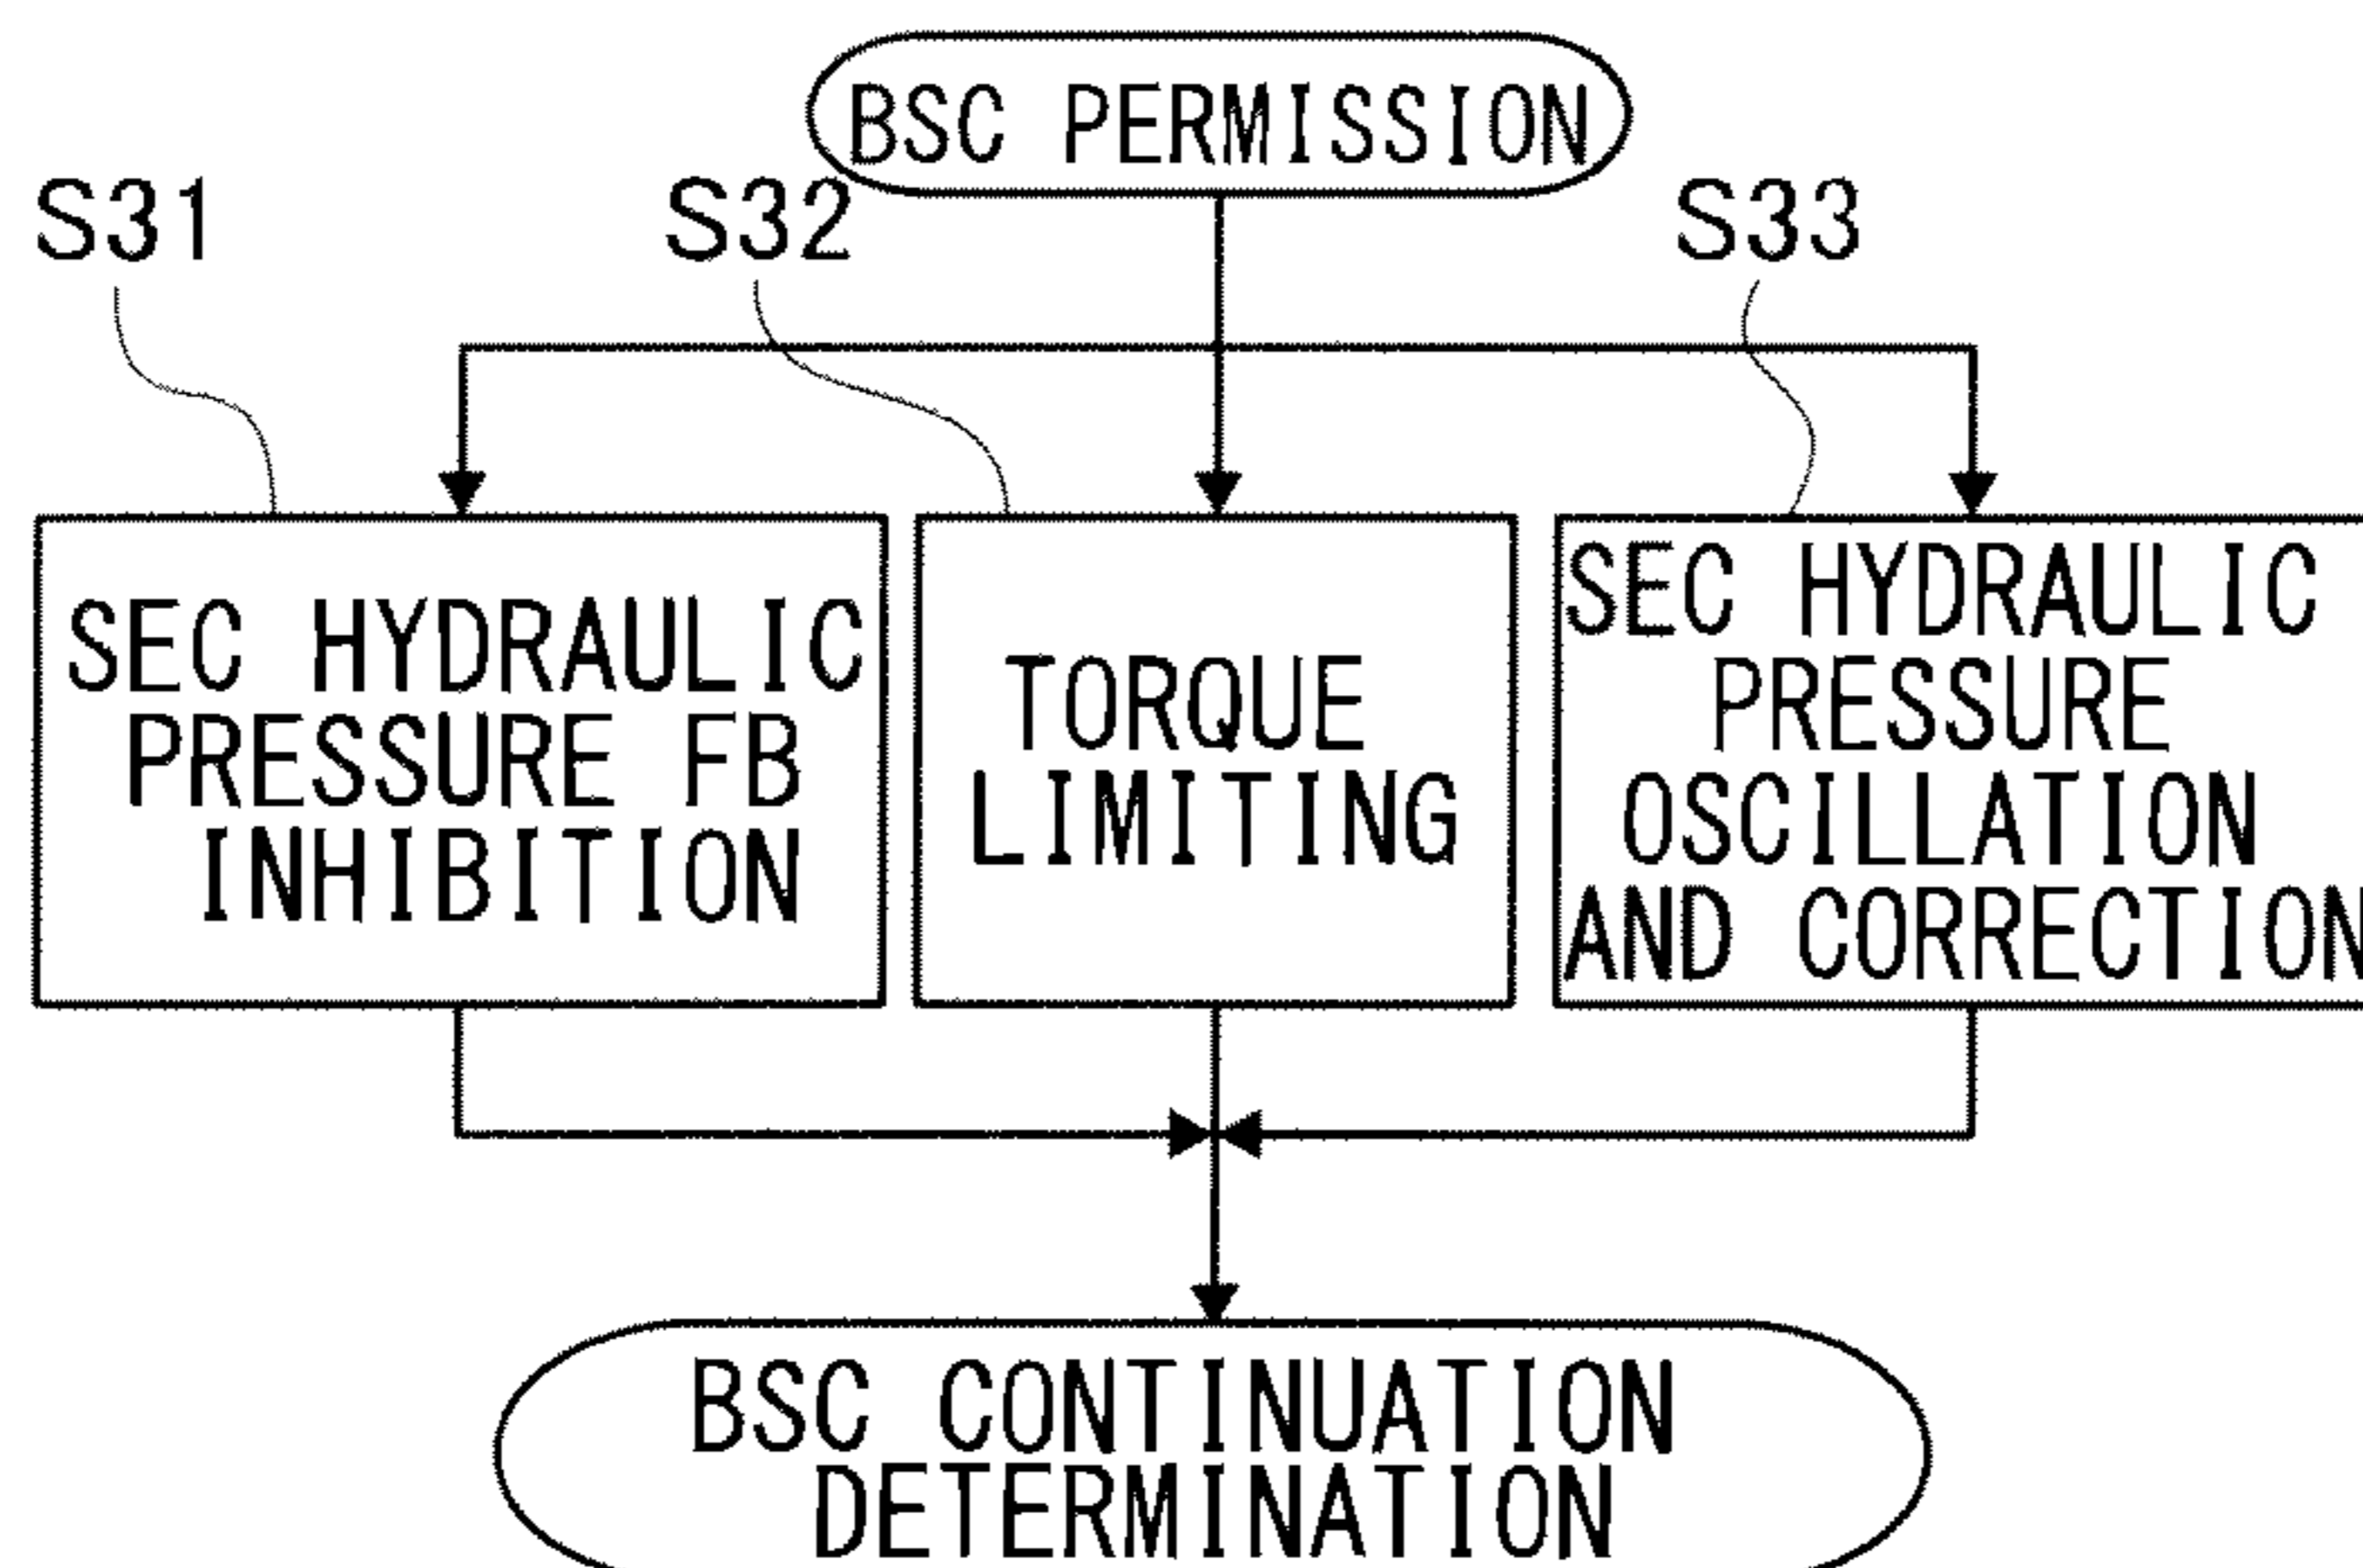 BSC PERMISSION
S31
S32
S33
SEC HYDRAULIC
PRESSURE FB
INHIBITION
TORQUE
LIMITING
SEC HYDRAULIC
PRESSURE
OSCILLATION
AND CORRECTION
BSC CONTINUATION
DETERMINATION